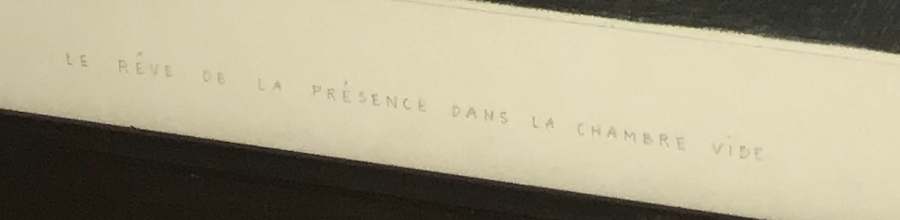 LE RÊVE DE LA PRÉSENCE DANS LA CHAMBRE VIDE